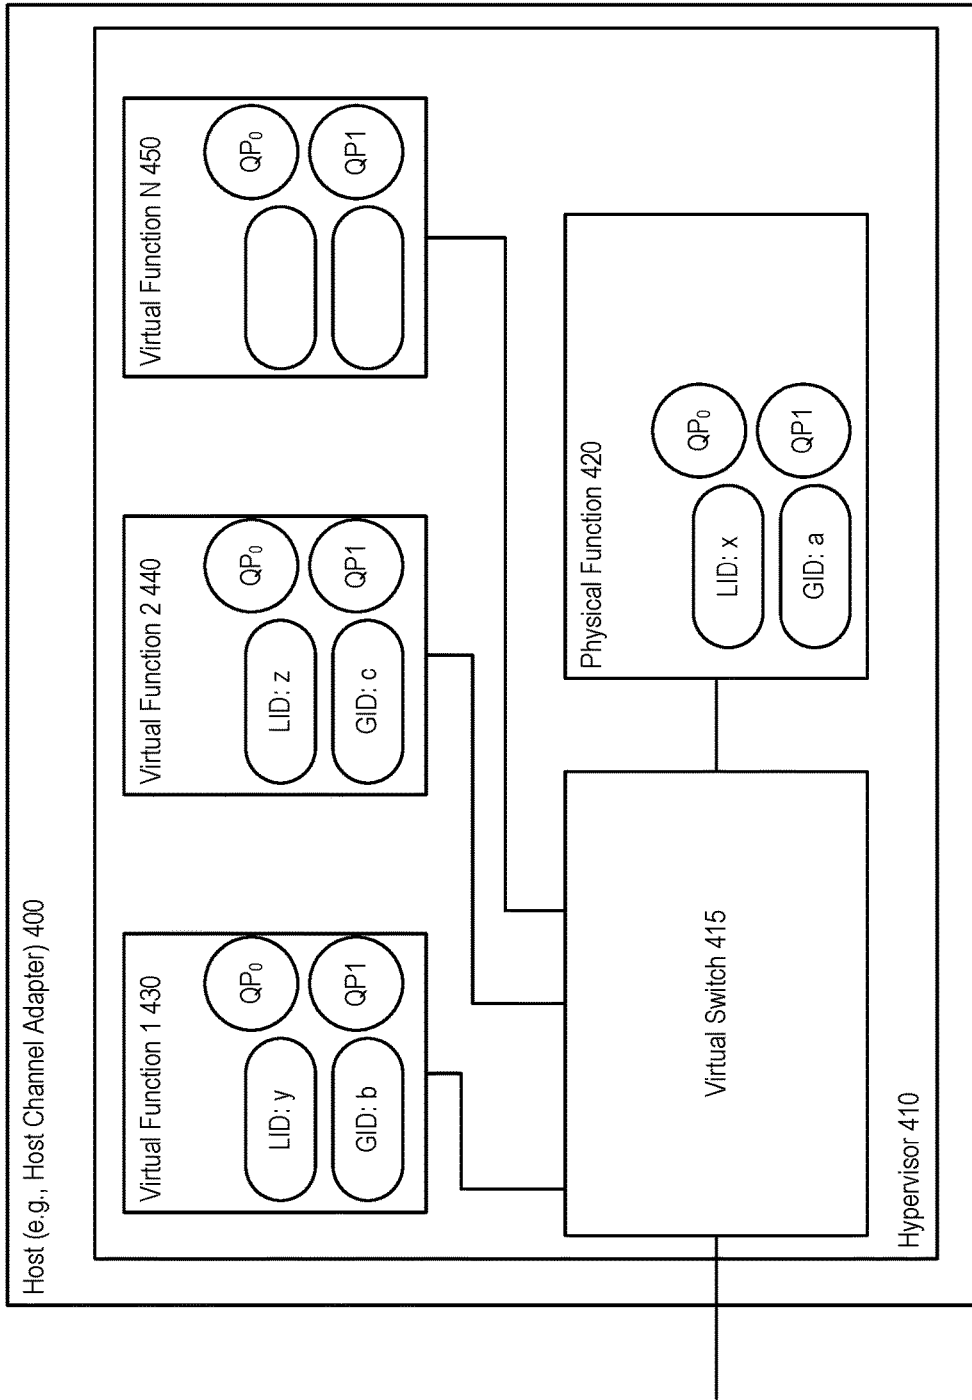 Host (e.g., Host Channel Adapter) 400
Virtual Function 1 430
LID: y
QP0
GID: b
QP1
Virtual Function 2 440
LID: z
QP0
GID: c
QP1
Virtual Function N 450
QP0
QP1
Virtual Switch 415
Physical Function 420
LID: x
QP0
GID: a
QP1
Hypervisor 410